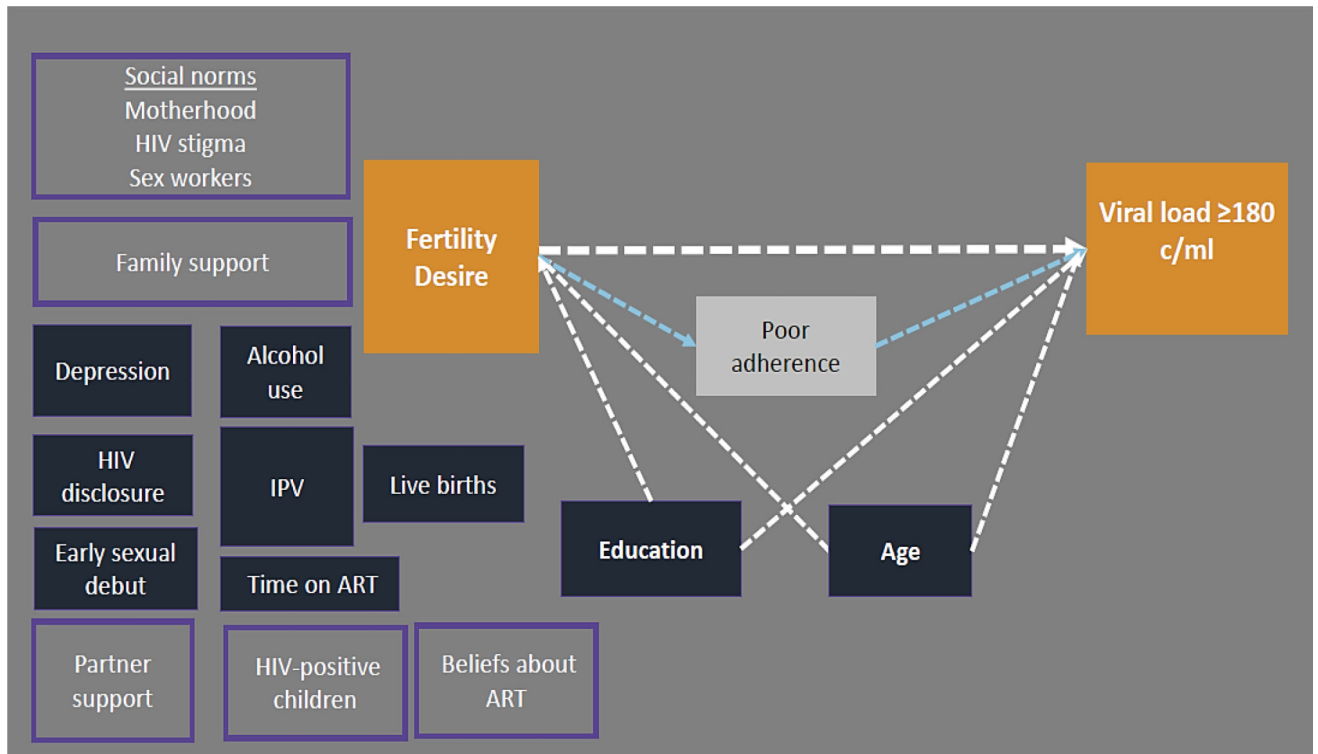 Social norms
Motherhood
HIV stigma
Sex workers
Family support
Fertility
Desire
Viral load ≥180
c/ml
Poor
adherence
Depression
Alcohol
use
HIV
disclosure
IPV
Live births
Education
Age
Early sexual
debut
Time on ART
Partner
support
HIV-positive
children
Beliefs about
ART